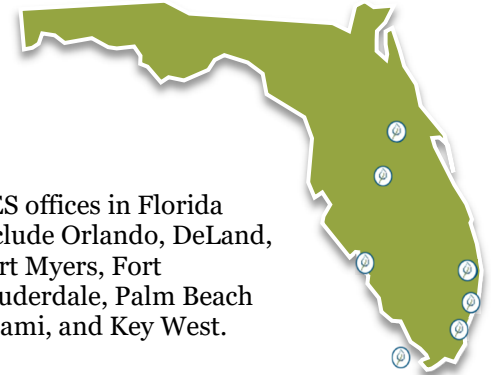 ES offices in Florida
clude Orlando, DeLand,
rt Myers, Fort
uderdale, Palm Beach
ami, and Key West.